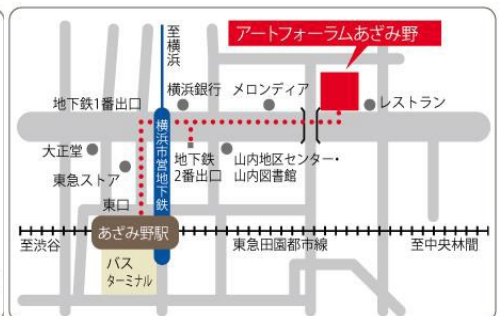 至横浜
アートフォーラムあざみ野
横浜銀行
メロンディア
レストラン
地下鉄1番出口
横浜市営地下鉄
大正堂
東急ストア
地下鉄
2番出口
山内地区センター・
山内図書館
東口
あざみ野駅
至渋谷
東急田園都市線
至中央林間
バス
ターミナル